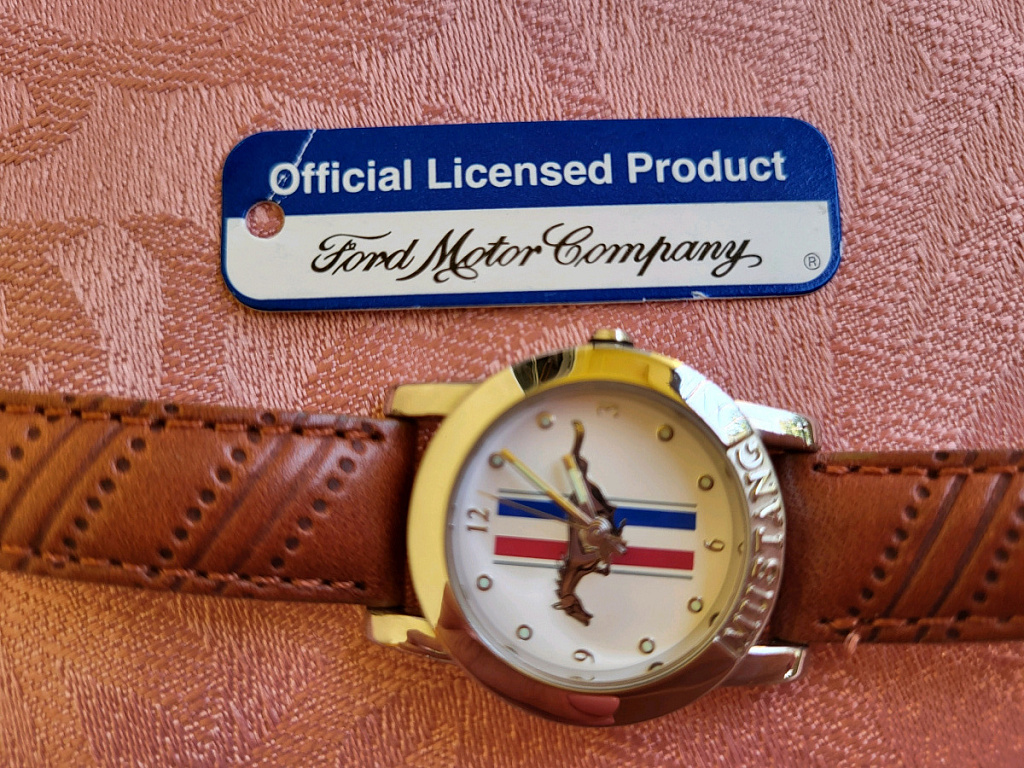 Official Licensed Product
Ford Motor Company
®
12
3
6
9
MUSTANG